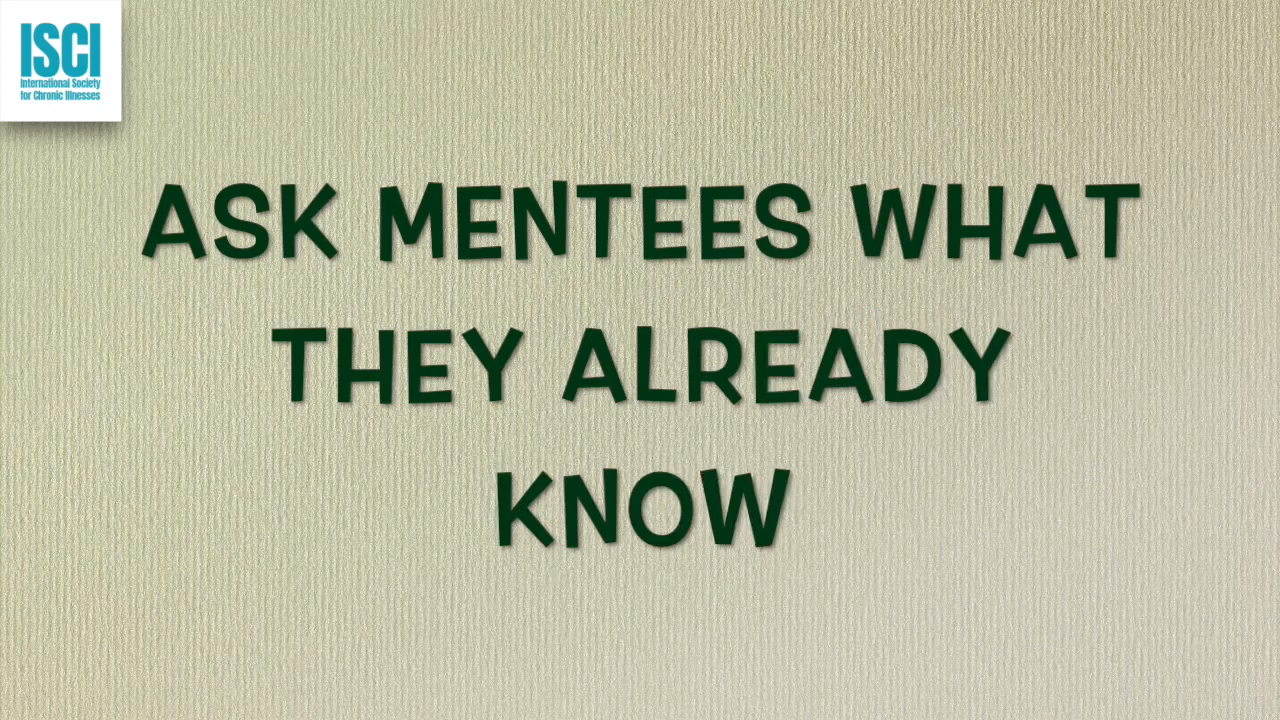 ISCI
International Society
for Chronic Illnesses
ASK MENTEES WHAT
THEY ALREADY
KNOW